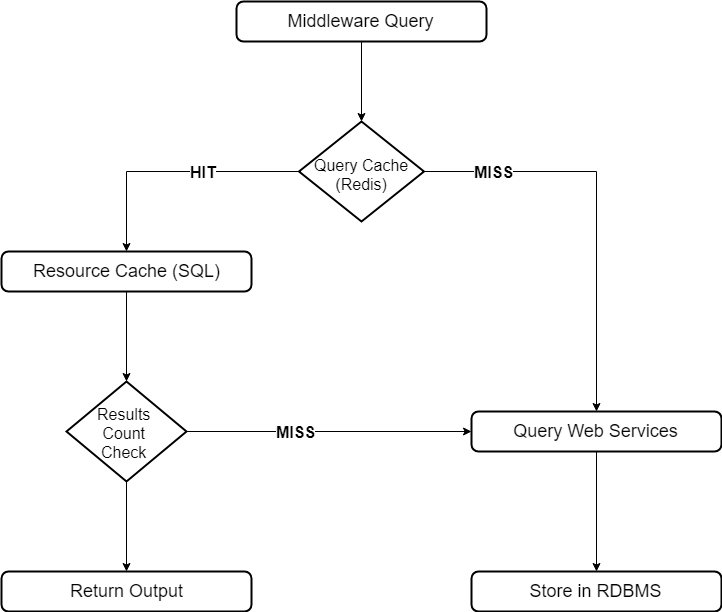 Middleware Query
Query Cache
(Redis)
HIT
MISS
Resource Cache (SQL)
Results
Count
Check
MISS
Query Web Services
Return Output
Store in RDBMS